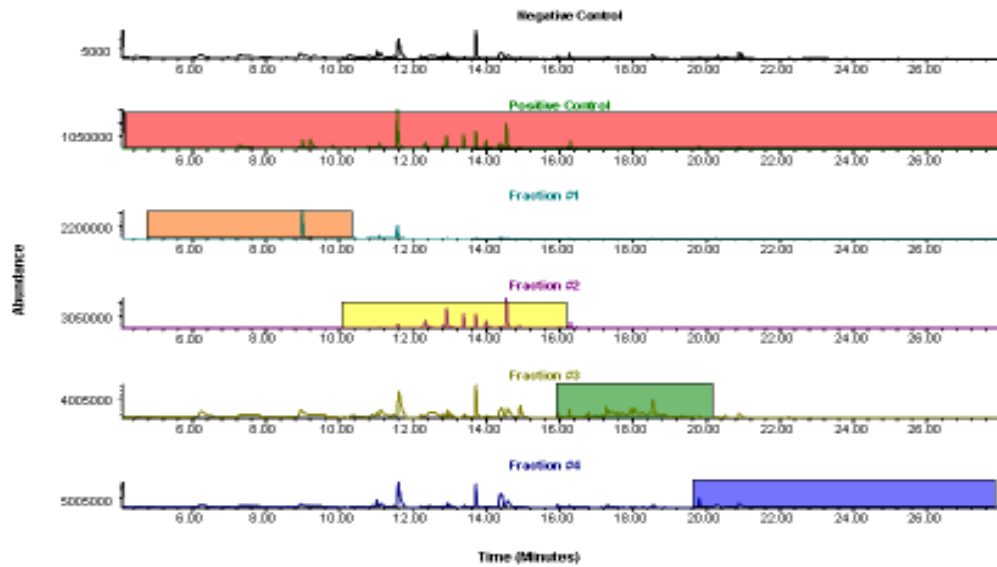 Negative Control
5000
6.00 8.00 10.00 12.00 14.00 16.00 18.00 20.00 22.00 24.00 26.00
Positive Control
1050000
6.00 8.00 10.00 12.00 14.00 16.00 18.00 20.00 22.00 24.00 26.00
Fraction #1
2200000
6.00 8.00 10.00 12.00 14.00 16.00 18.00 20.00 22.00 24.00 26.00
Abundance
Fraction #2
3050000
6.00 8.00 10.00 12.00 14.00 16.00 18.00 20.00 22.00 24.00 26.00
Fraction #3
4005000
6.00 8.00 10.00 12.00 14.00 16.00 18.00 20.00 22.00 24.00 26.00
Fraction #4
5005000
6.00 8.00 10.00 12.00 14.00 16.00 18.00 20.00 22.00 24.00 26.00
Time (Minutes)